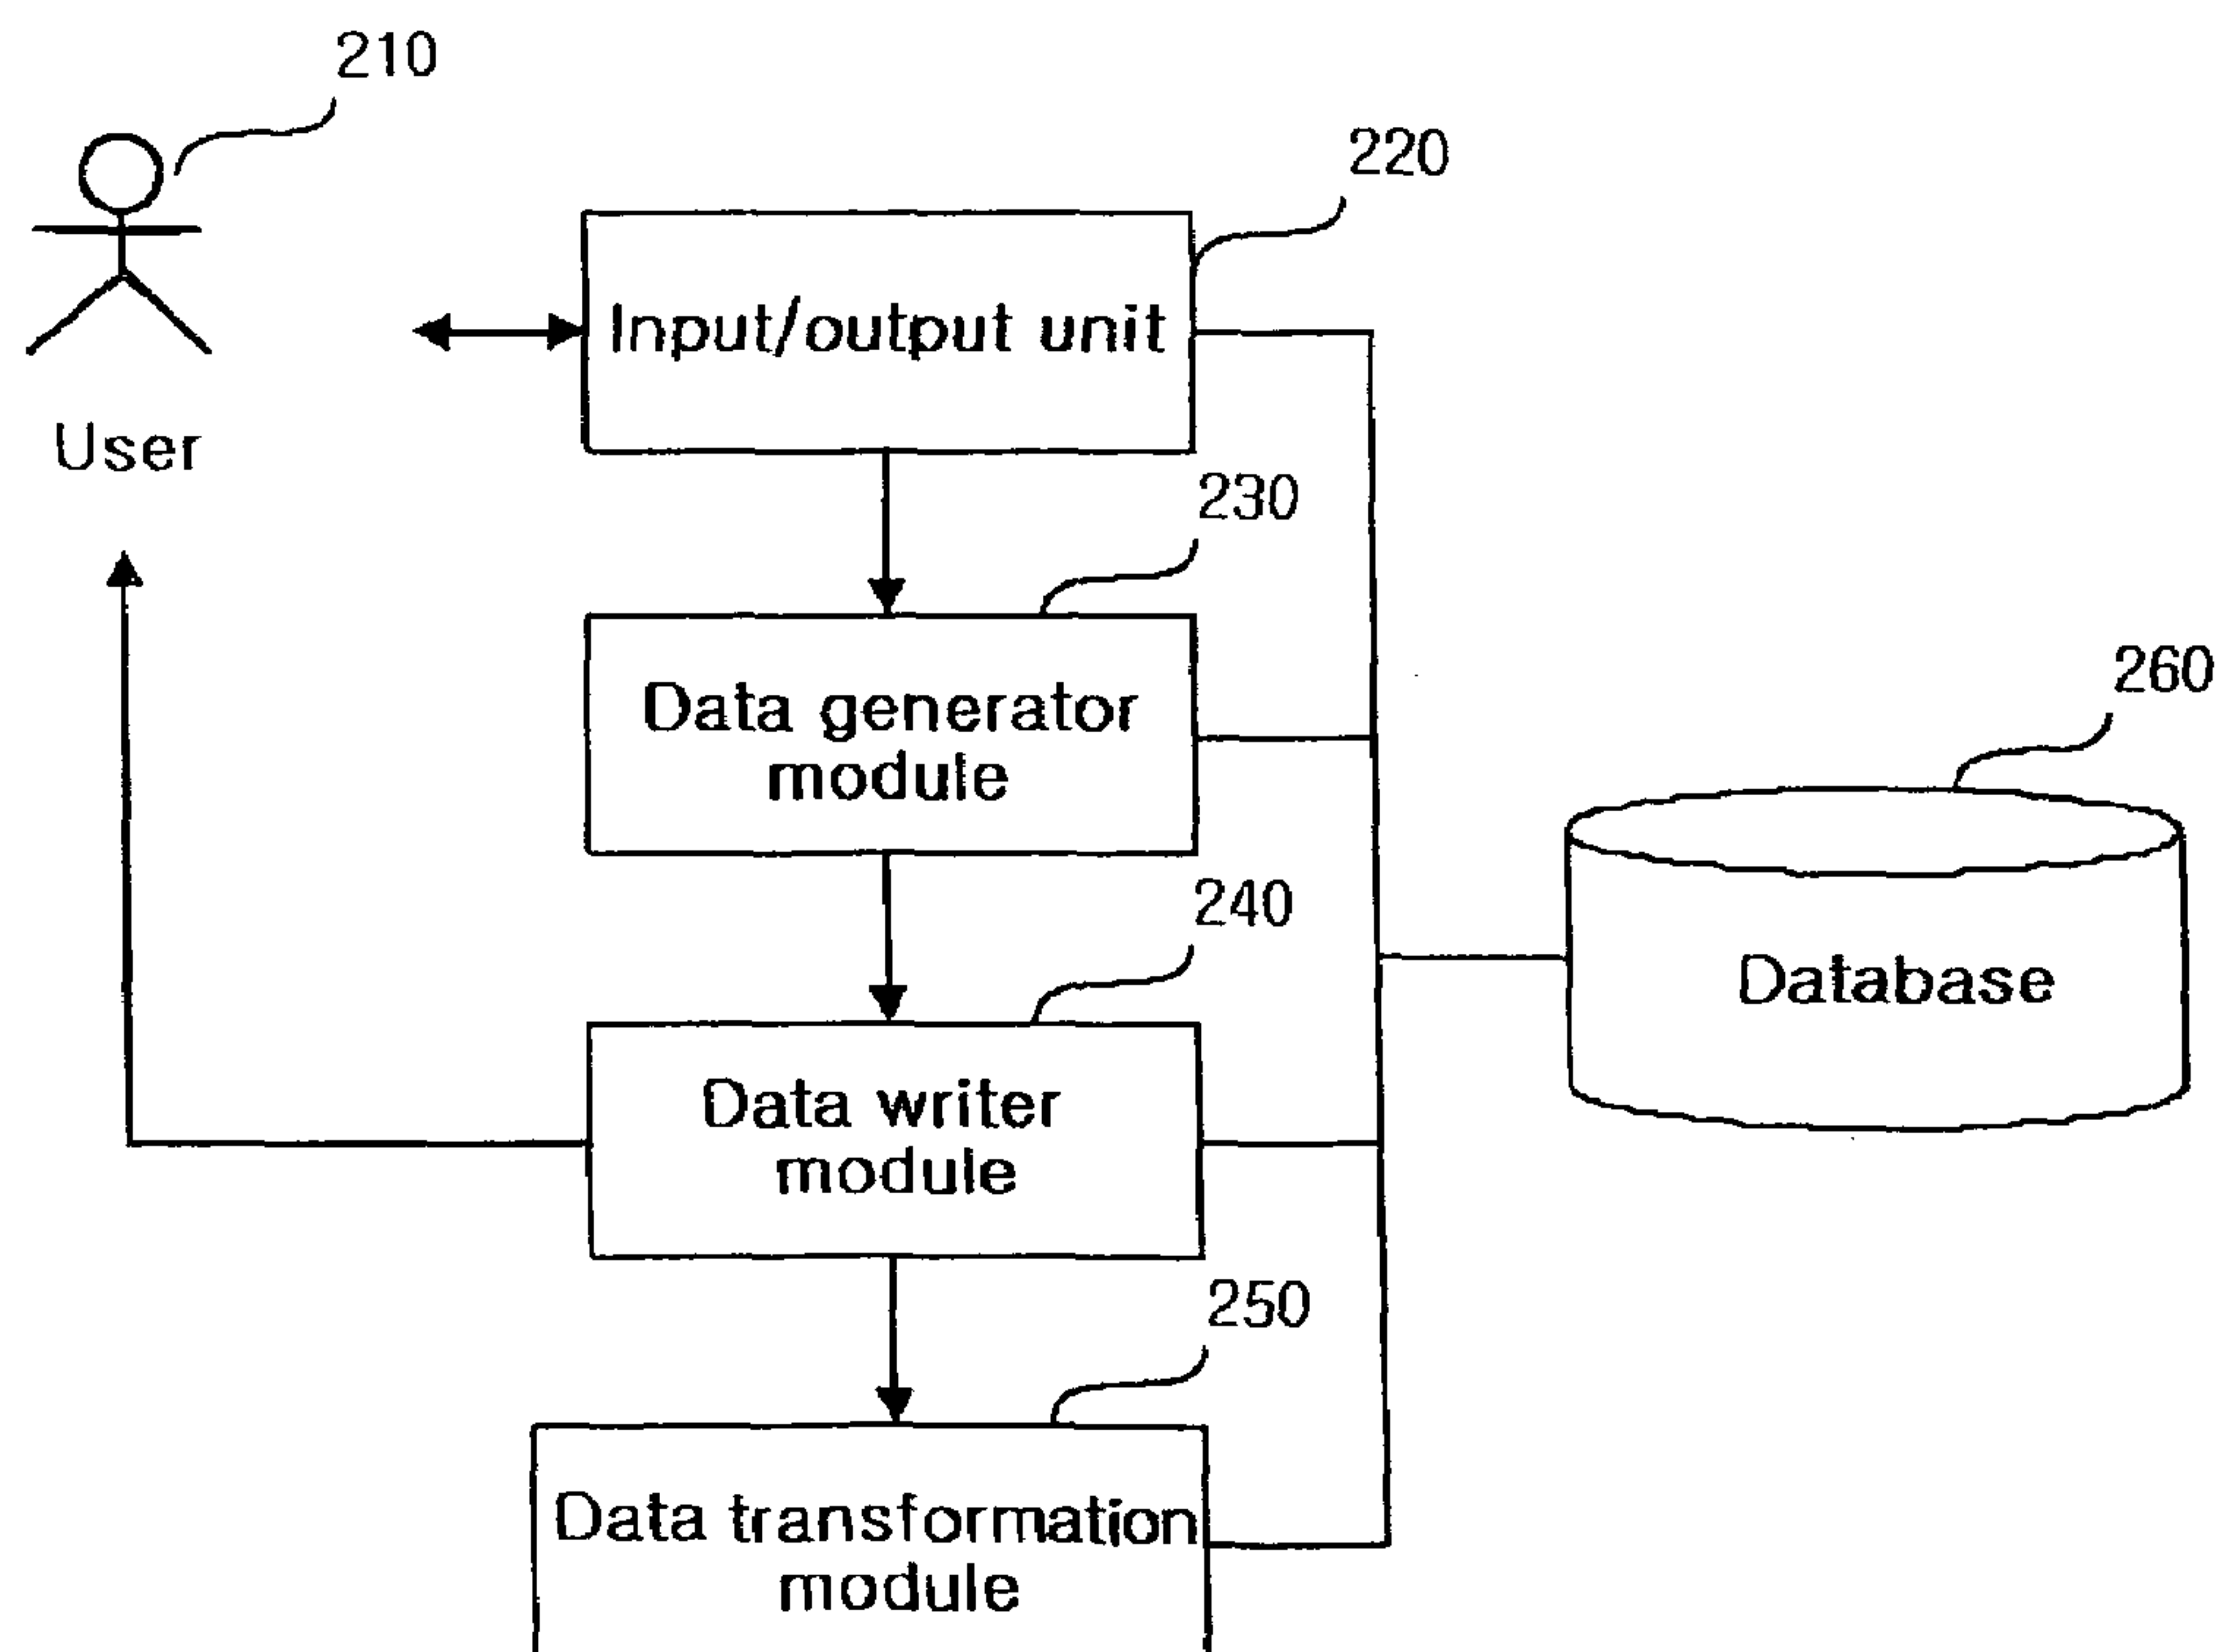 210
220
Input/output unit
User
230
Data generator
module
260
240
Database
Data writer
module
250
Data transformation
module